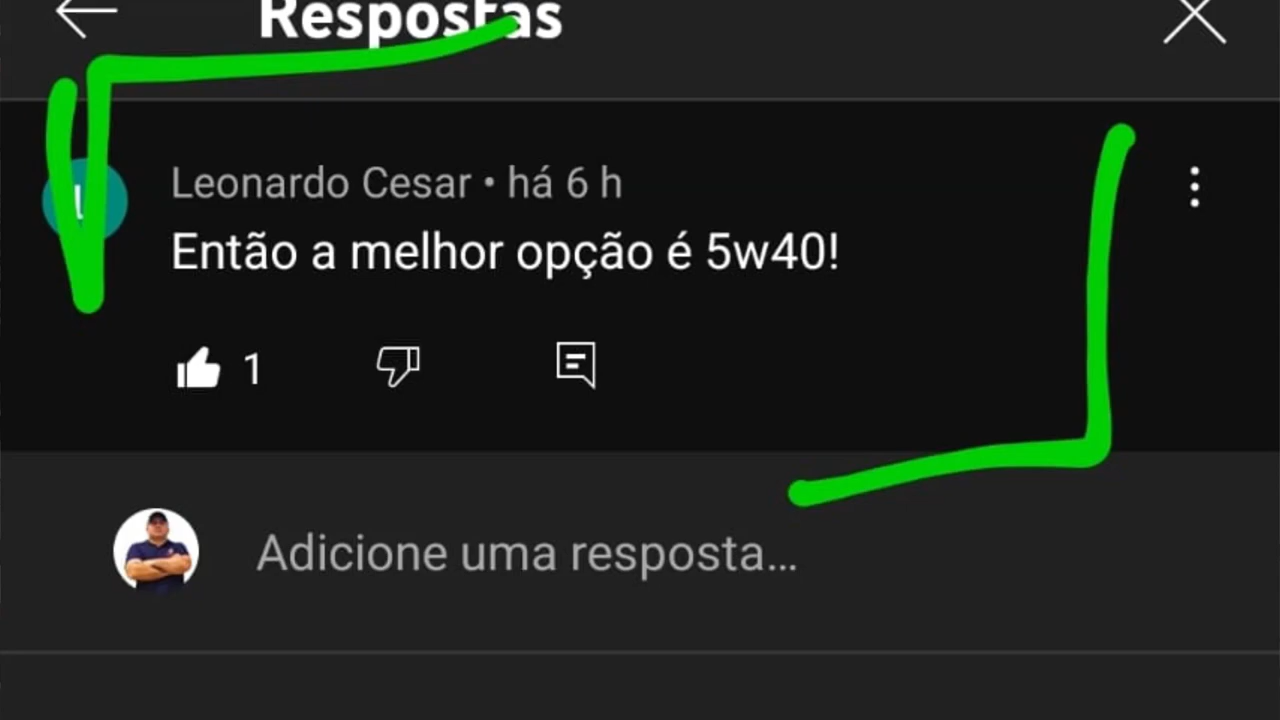 Respostas
Leonardo Cesar • há 6 h
Então a melhor opção é 5w40!
1
Adicione uma resposta...